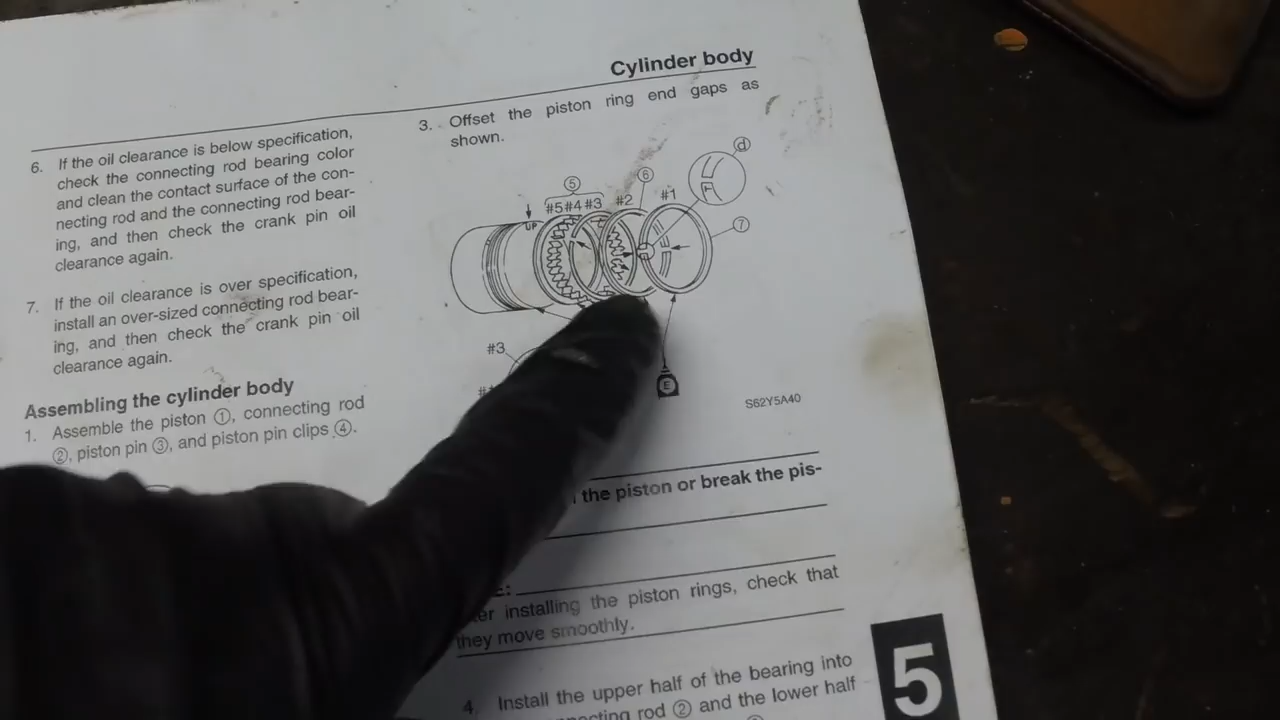 Cylinder body
6. If the oil clearance is below specification,
check the connecting rod bearing color
and clean the contact surface of the con-
necting rod and the connecting rod bear-
ing, and then check the crank pin oil
clearance again.
7. If the oil clearance is over specification,
install an over-sized connecting rod bear-
ing, and then check the crank pin oil
clearance again.
Assembling the cylinder body
1. Assemble the piston ①, connecting rod
②, piston pin ③, and piston pin clips ④.
3. Offset the piston ring end gaps as
shown.
ⓓ
⑤
⑥
#1
#5 #4 #3
#2
UP
⑦
#3
E
S62Y5A40
the piston or break the pis-
installing the piston rings, check that
they move smoothly.
4. Install the upper half of the bearing into
rod ② and the lower half
5